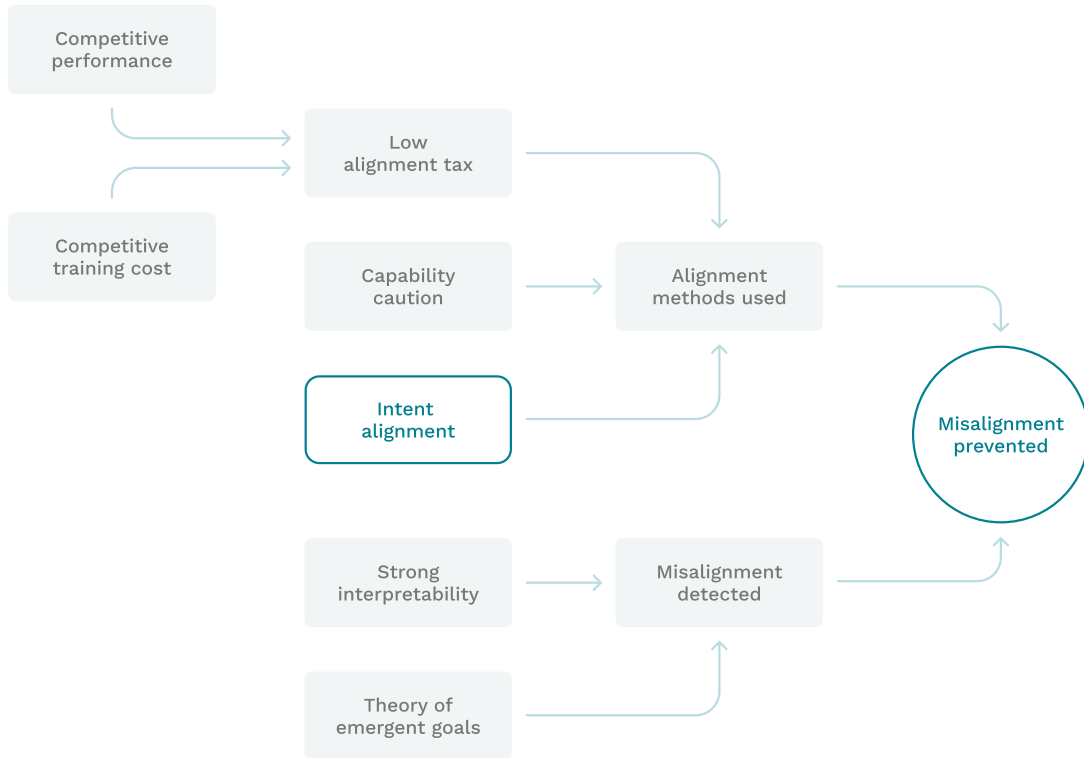 Competitive
performance
Competitive
training cost
Low
alignment tax
Capability
caution
Intent
alignment
Alignment
methods used
Misalignment
prevented
Strong
interpretability
Misalignment
detected
Theory of
emergent goals